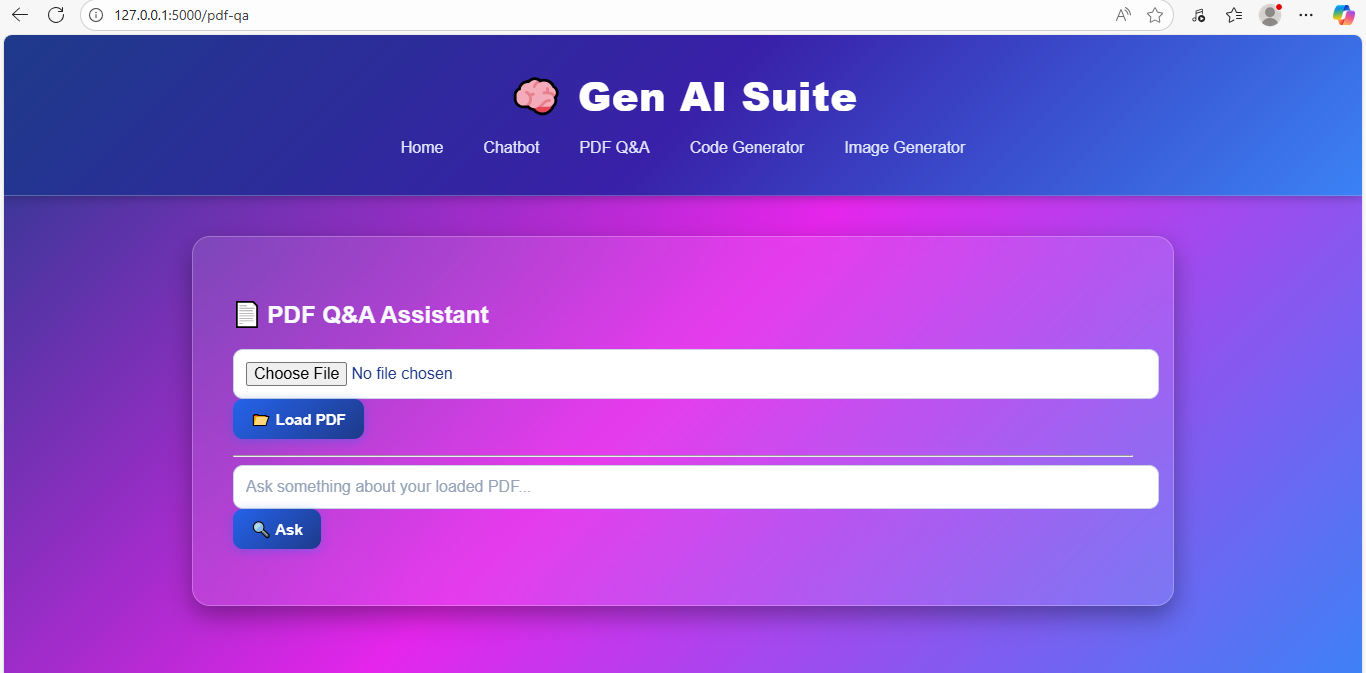 127.0.0.1:5000/pdf-qa
Gen AI Suite
Home Chatbot PDF Q&A Code Generator Image Generator
PDF Q&A Assistant
Choose File No file chosen
Load PDF
Ask something about your loaded PDF...
Ask